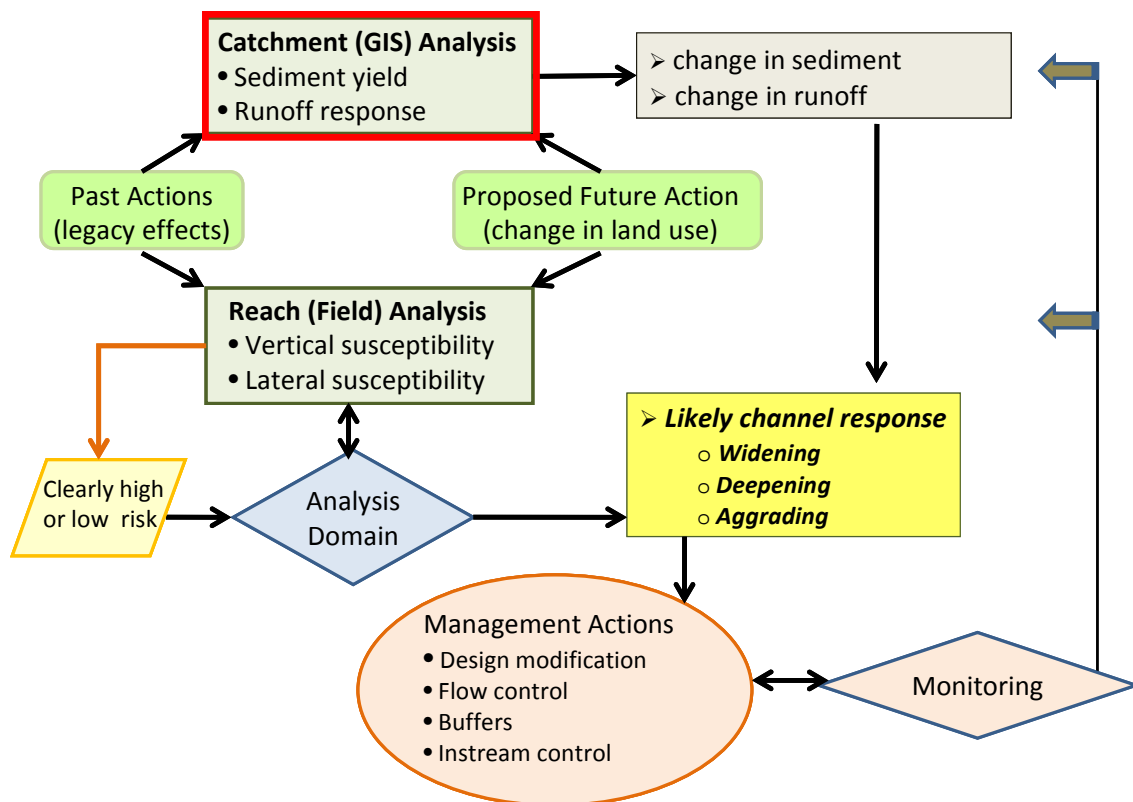 Catchment (GIS) Analysis
• Sediment yield
• Runoff response
➢ change in sediment
➢ change in runoff
Past Actions
(legacy effects)
Proposed Future Action
(change in land use)
Reach (Field) Analysis
• Vertical susceptibility
• Lateral susceptibility
➢ Likely channel response
o Widening
o Deepening
o Aggrading
Clearly high
or low risk
Analysis
Domain
Management Actions
• Design modification
• Flow control
• Buffers
• Instream control
Monitoring